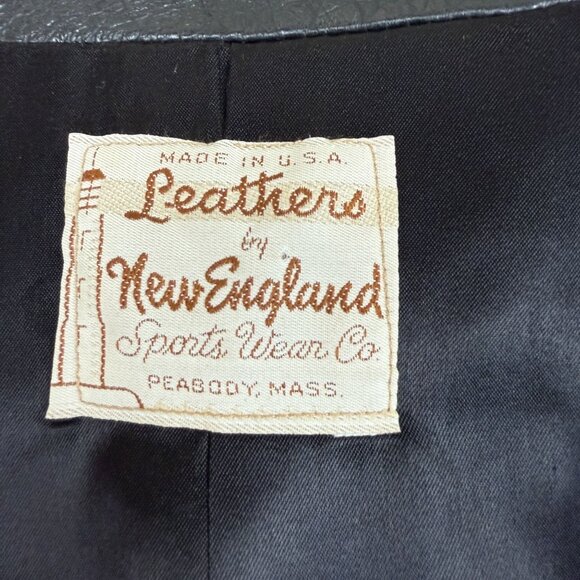 MADE IN U.S.A.
Leathers
by
New England
Sports Wear Co.
PEABODY, MASS.